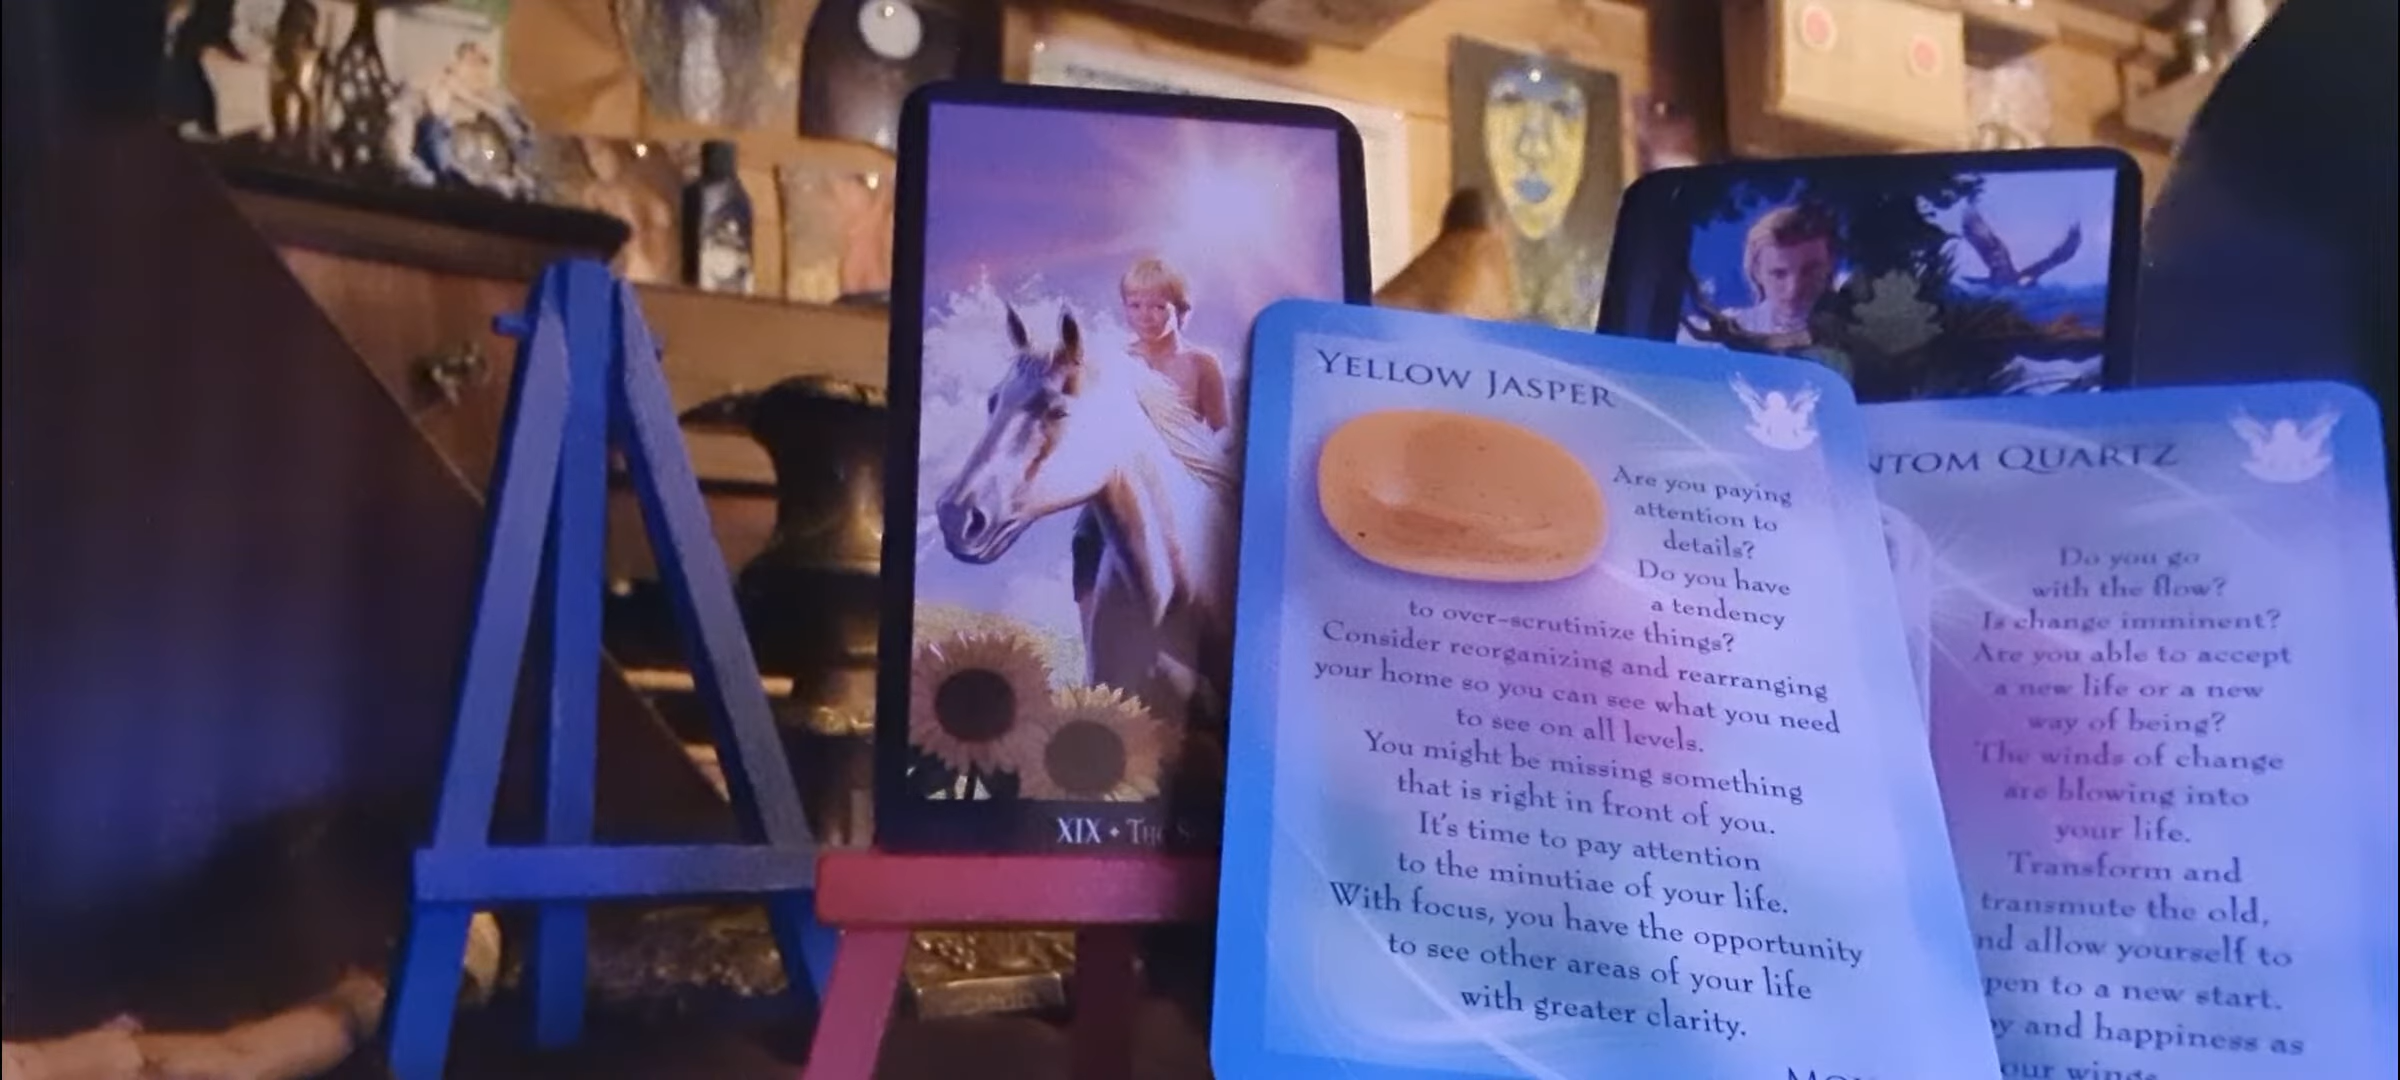 XIX • The S
YELLOW JASPER
Are you paying
attention to
details?
Do you have
a tendency
to over-scrutinize things?
Consider reorganizing and rearranging
your home so you can see what you need
to see on all levels.
You might be missing something
that is right in front of you.
It's time to pay attention
to the minutiae of your life.
With focus, you have the opportunity
to see other areas of your life
with greater clarity.
NTOM QUARTZ
Do you go
with the flow?
Is change imminent?
Are you able to accept
a new life or a new
way of being?
The winds of change
are blowing into
your life.
Transform and
transmute the old,
nd allow yourself to
pen to a new start.
y and happiness as
our wings